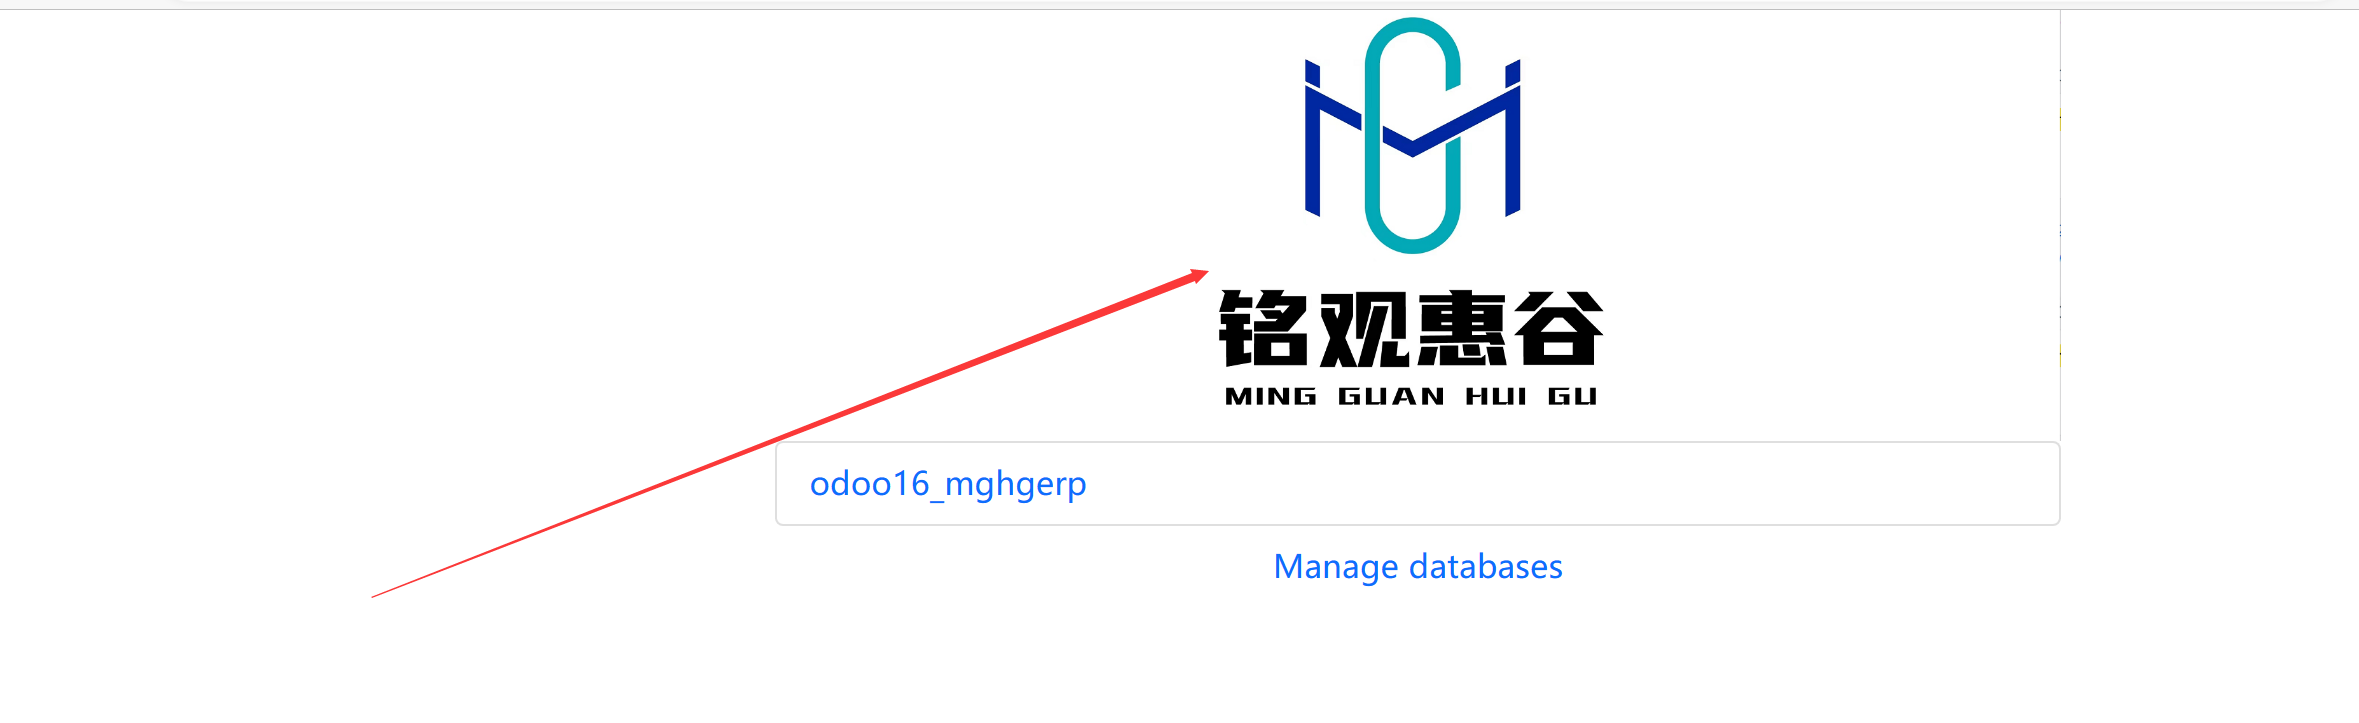 铭观惠谷
MING GUAN HUI GU
odoo16_mghgerp
Manage databases